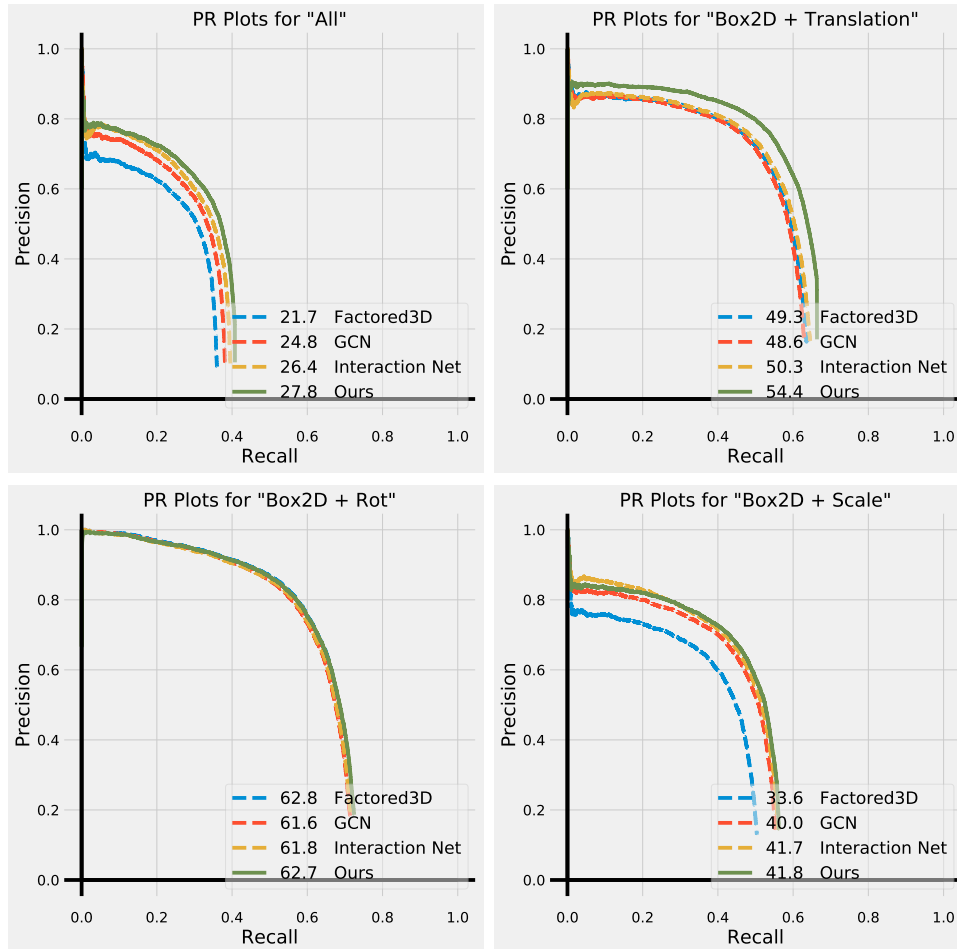 PR Plots for "All"
1.0
0.8
0.6
0.4
0.2
0.0
Precision
21.7 Factored3D
24.8 GCN
26.4 Interaction Net
27.8 Ours
0.0 0.2 0.4 0.6 0.8 1.0
Recall
PR Plots for "Box2D + Translation"
1.0
0.8
0.6
0.4
0.2
0.0
Precision
49.3 Factored3D
48.6 GCN
50.3 Interaction Net
54.4 Ours
0.0 0.2 0.4 0.6 0.8 1.0
Recall
PR Plots for "Box2D + Rot"
1.0
0.8
0.6
0.4
0.2
0.0
Precision
62.8 Factored3D
61.6 GCN
61.8 Interaction Net
62.7 Ours
0.0 0.2 0.4 0.6 0.8 1.0
Recall
PR Plots for "Box2D + Scale"
1.0
0.8
0.6
0.4
0.2
0.0
Precision
33.6 Factored3D
40.0 GCN
41.7 Interaction Net
41.8 Ours
0.0 0.2 0.4 0.6 0.8 1.0
Recall